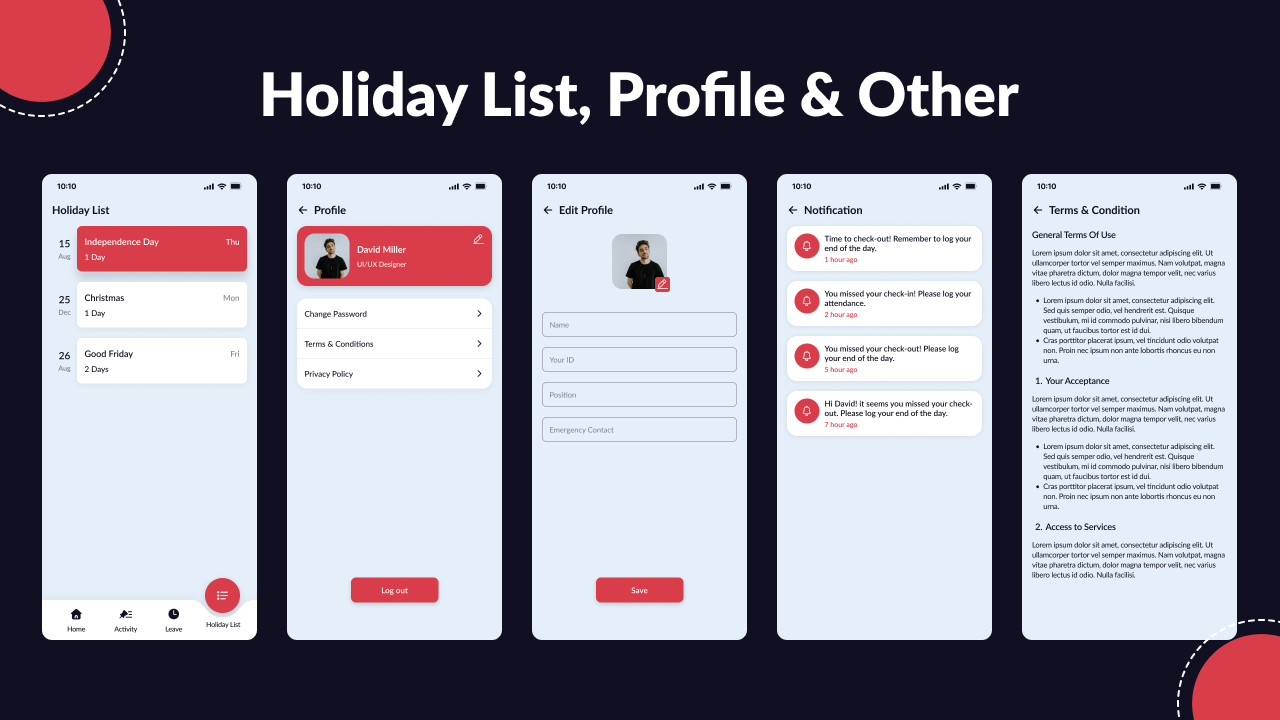 Holiday List, Profile & Other
10:10
Holiday List
15
Aug
Independence Day
Thu
1 Day
25
Dec
Christmas
Mon
1 Day
26
Aug
Good Friday
Fri
2 Days
Home
Activity
Leave
Holiday List
10:10
Profile
David Miller
UI/UX Designer
Change Password
Terms & Conditions
Privacy Policy
Log out
10:10
Edit Profile
Name
Your ID
Position
Emergency Contact
Save
10:10
Notification
Time to check-out! Remember to log your
end of the day.
1 hour ago
You missed your check-in! Please log your
attendance.
2 hour ago
You missed your check-out! Please log
your end of the day.
5 hour ago
Hi David! it seems you missed your check-
out. Please log your end of the day.
7 hour ago
10:10
Terms & Condition
General Terms Of Use
Lorem ipsum dolor sit amet, consectetur adipiscing elit. Ut
ullamcorper tortor vel semper maximus. Nam volutpat, magna
vitae pharetra dictum, dolor magna tempor velit, nec varius
libero lectus id odio. Nulla facilisi.
• Lorem ipsum dolor sit amet, consectetur adipiscing elit.
Sed quis semper odio, vel hendrerit est. Quisque
vestibulum, mi id commodo pulvinar, nisi libero bibendum
quam, ut faucibus tortor est id dui.
• Cras porttitor placerat ipsum, vel tincidunt odio volutpat
non. Proin nec ipsum non ante lobortis rhoncus eu non
urna.
1. Your Acceptance
Lorem ipsum dolor sit amet, consectetur adipiscing elit. Ut
ullamcorper tortor vel semper maximus. Nam volutpat, magna
vitae pharetra dictum, dolor magna tempor velit, nec varius
libero lectus id odio. Nulla facilisi.
• Lorem ipsum dolor sit amet, consectetur adipiscing elit.
Sed quis semper odio, vel hendrerit est. Quisque
vestibulum, mi id commodo pulvinar, nisi libero bibendum
quam, ut faucibus tortor est id dui.
• Cras porttitor placerat ipsum, vel tincidunt odio volutpat
non. Proin nec ipsum non ante lobortis rhoncus eu non
urna.
2. Access to Services
Lorem ipsum dolor sit amet, consectetur adipiscing elit. Ut
ullamcorper tortor vel semper maximus. Nam volutpat, magna
vitae pharetra dictum, dolor magna tempor velit, nec varius
libero lectus id odio. Nulla facilisi.